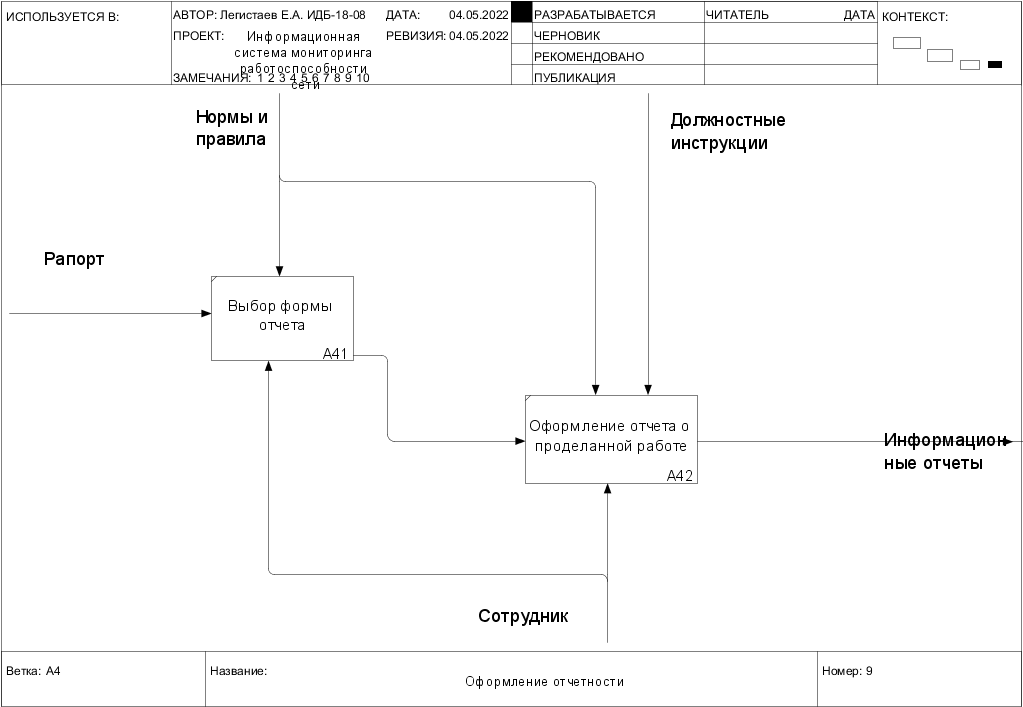 ИСПОЛЬЗУЕТСЯ В:
АВТОР: Легистаев Е.А. ИДБ-18-08
ДАТА: 04.05.2022
ПРОЕКТ: Информационная
система мониторинга
работоспособности
сети
РЕВИЗИЯ: 04.05.2022
ЗАМЕЧАНИЯ: 1 2 3 4 5 6 7 8 9 10
РАЗРАБАТЫВАЕТСЯ
ЧЕРНОВИК
РЕКОМЕНДОВАНО
ПУБЛИКАЦИЯ
ЧИТАТЕЛЬ ДАТА
КОНТЕКСТ:
Нормы и
правила
Должностные
инструкции
Рапорт
Выбор формы
отчета
A41
Оформление отчета о
проделанной работе
A42
Информацион
ные отчеты
Сотрудник
Ветка: A4
Название:
Оформление отчетности
Номер: 9